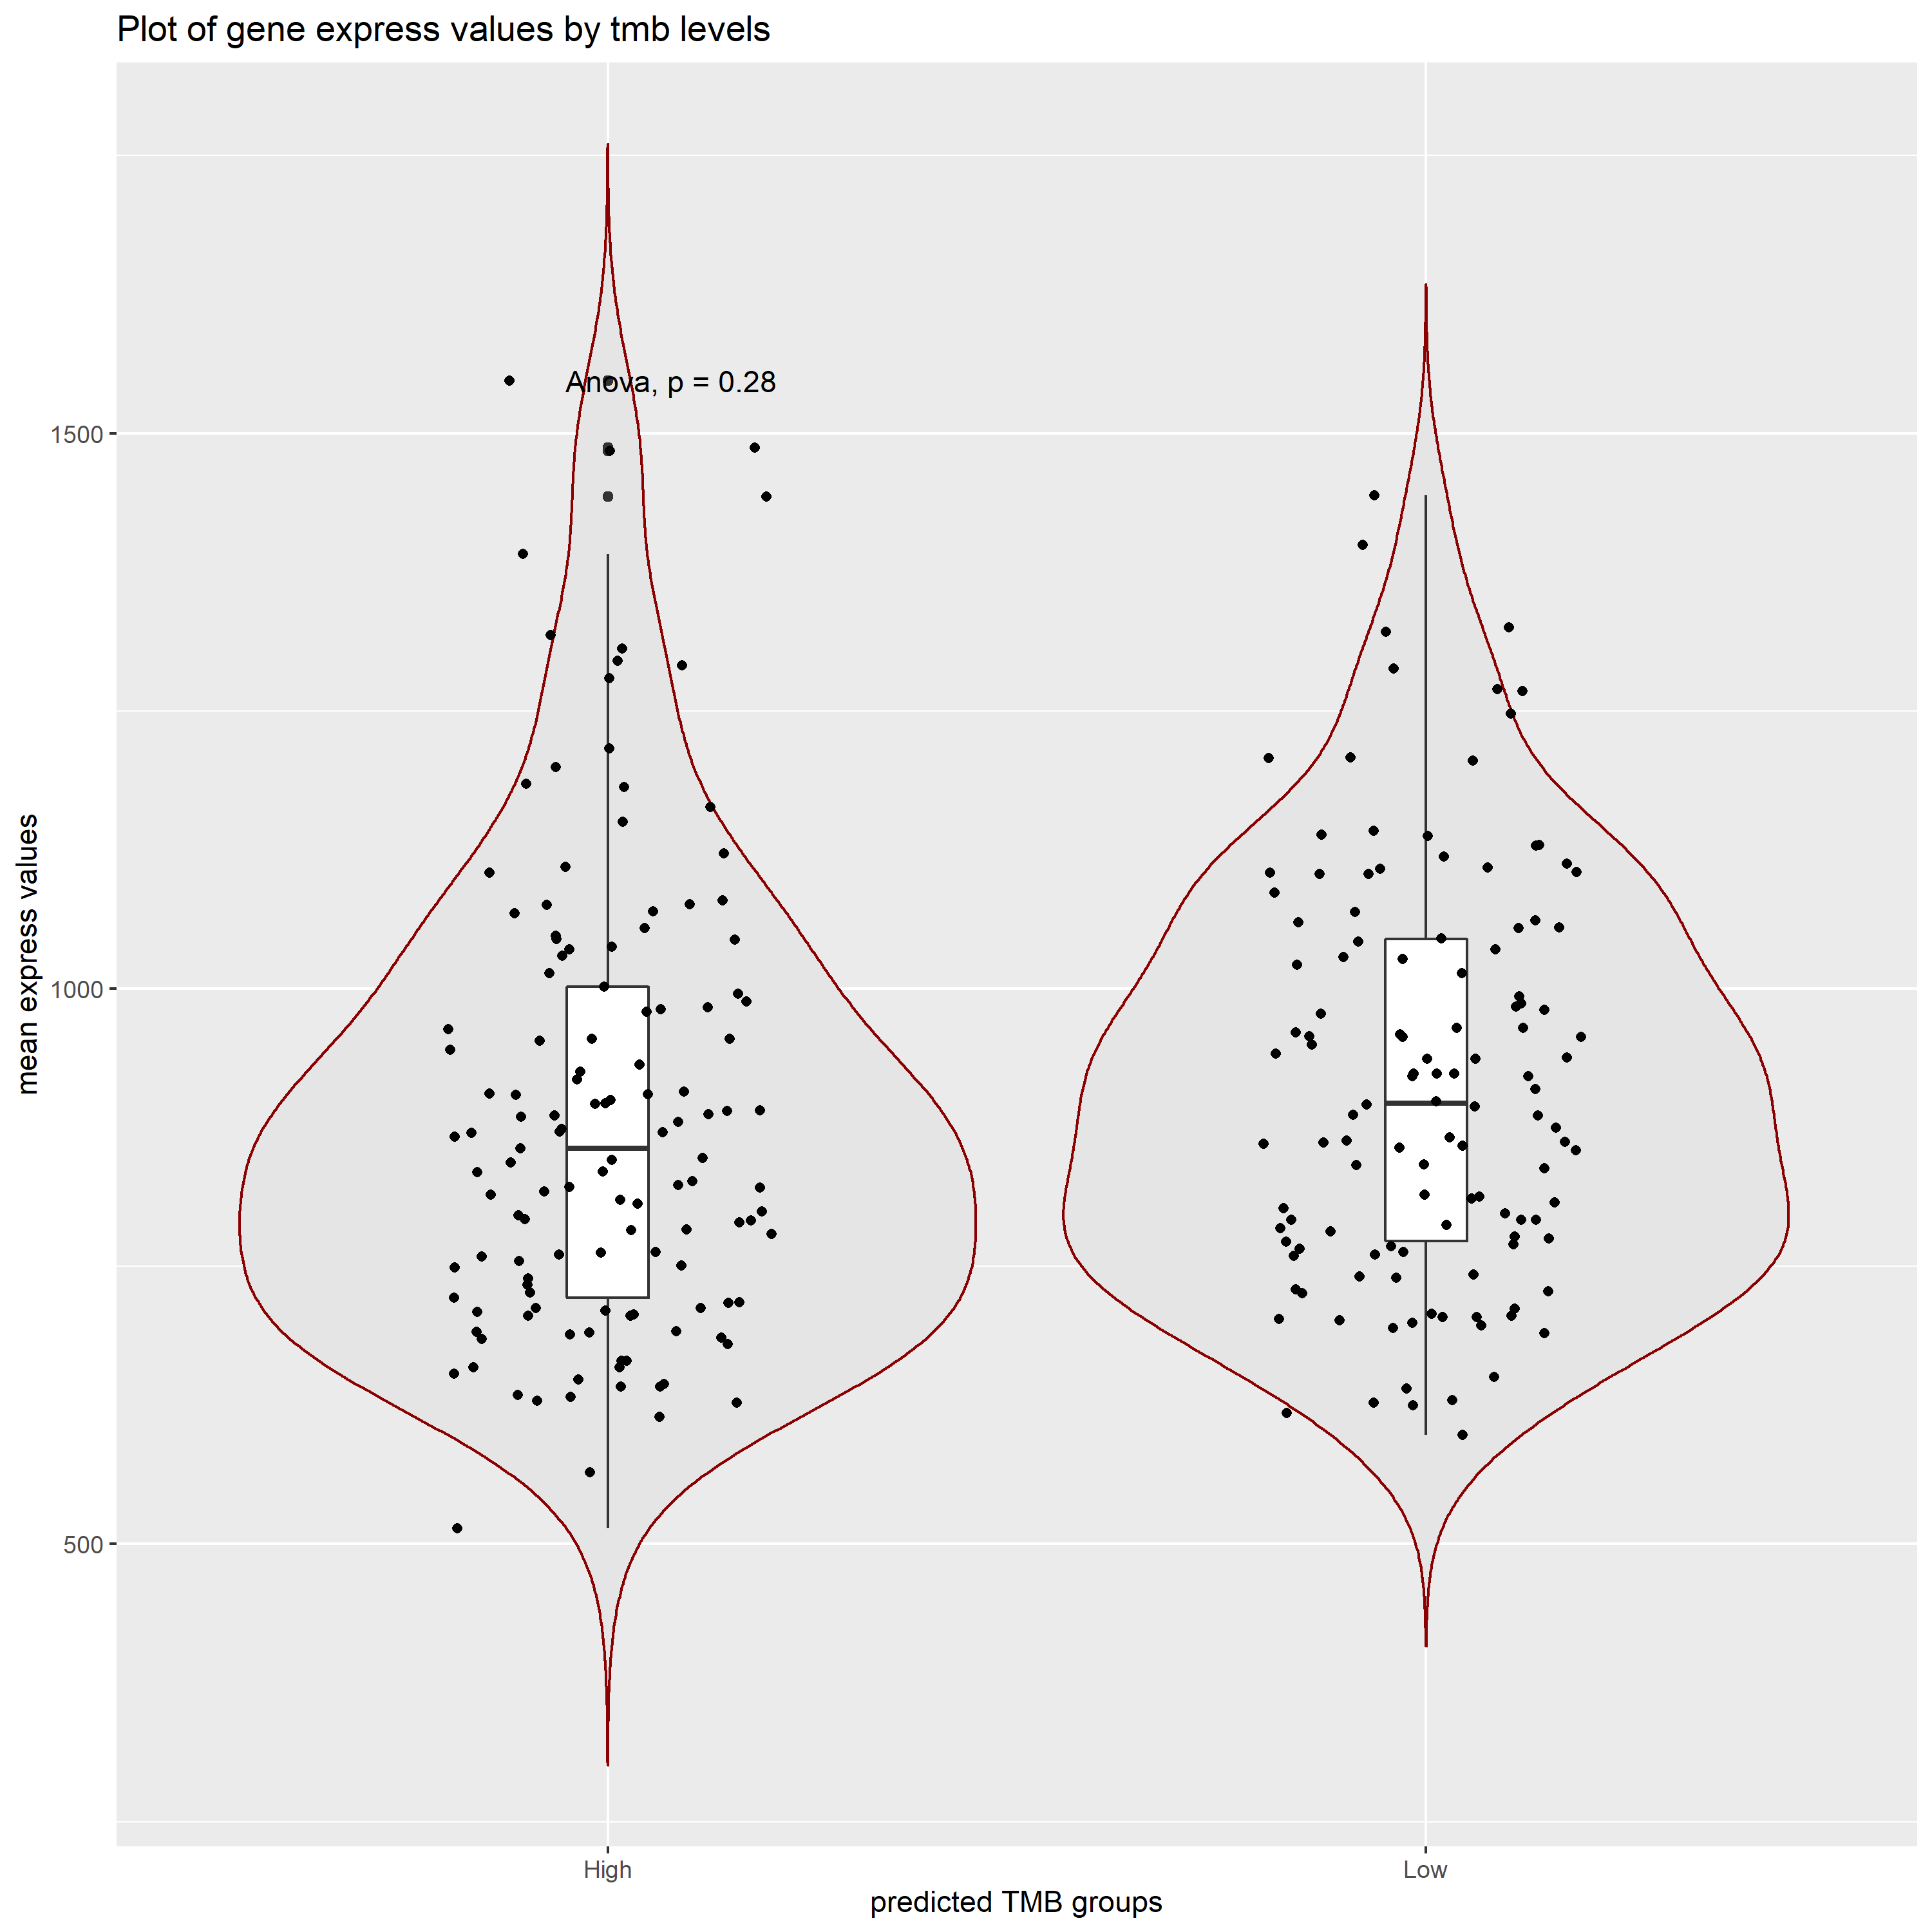 Plot of gene express values by tmb levels
Anova, p = 0.28
1500
1000
500
mean express values
High
Low
predicted TMB groups